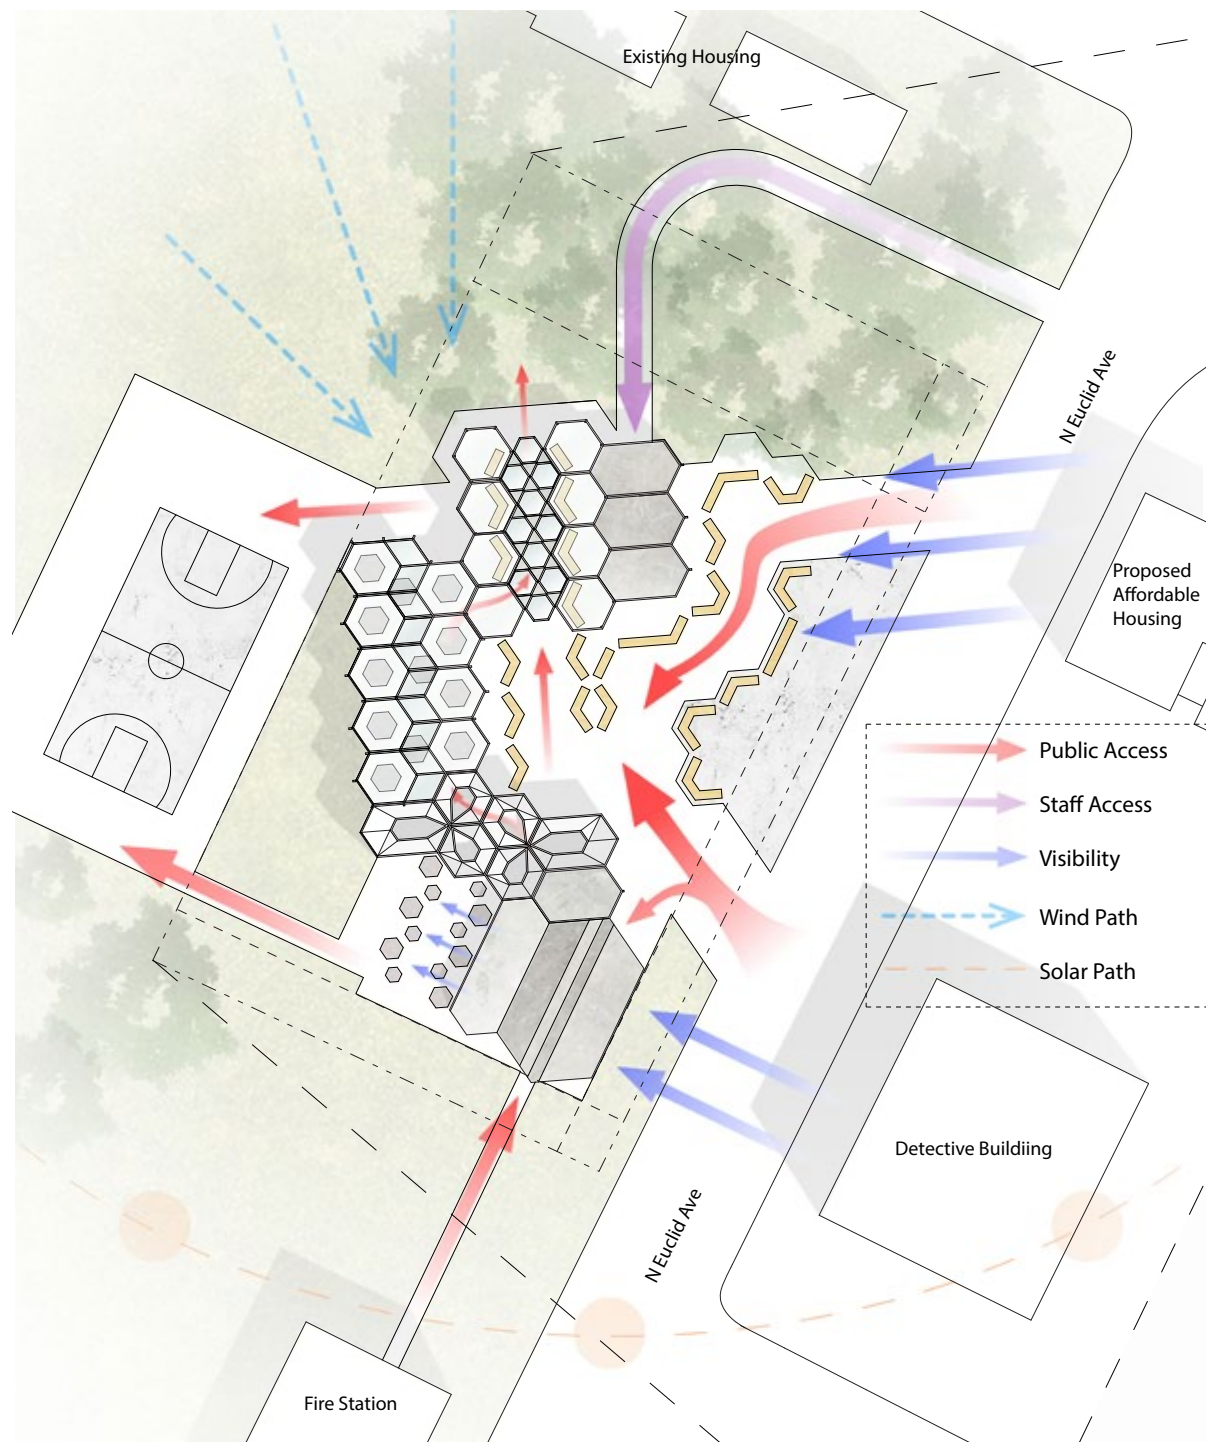 Existing Housing
N Euclid Ave
Proposed
Affordable
Housing
Public Access
Staff Access
Visibility
Wind Path
Solar Path
Detective Buildiing
N Euclid Ave
Fire Station